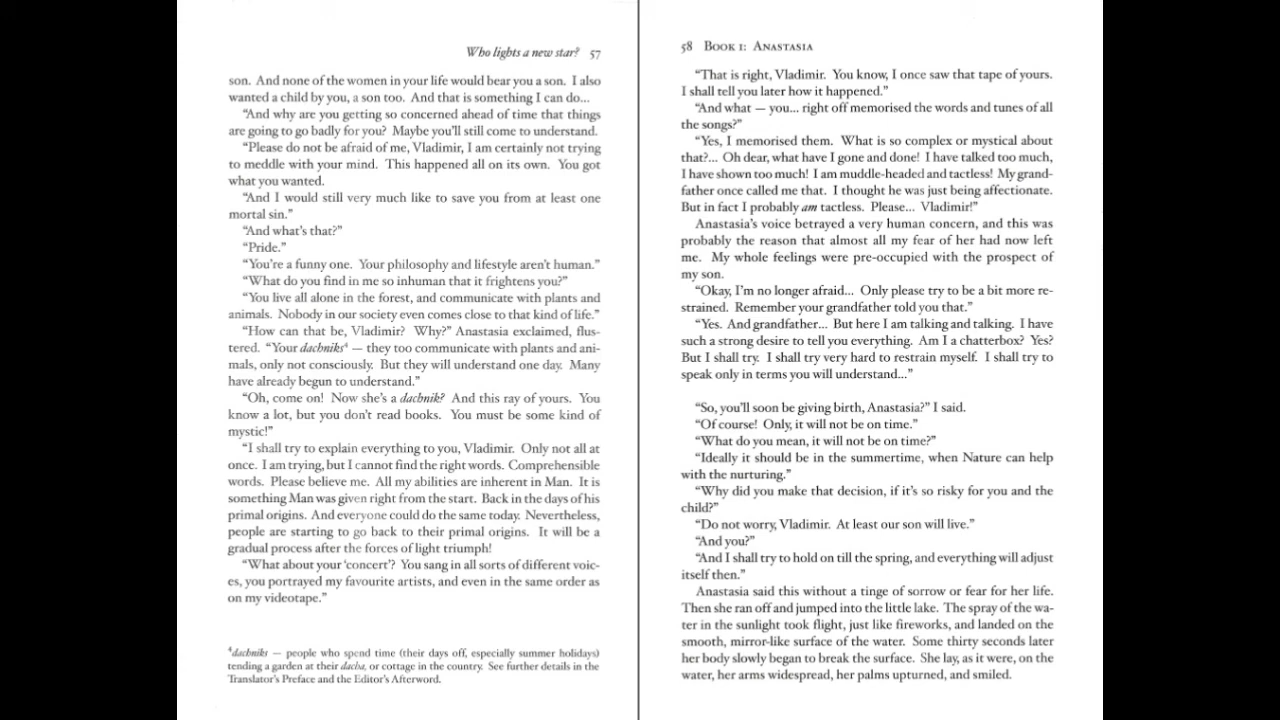 Who lights a new star? 57
son. And none of the women in your life would bear you a son. I also
wanted a child by you, a son too. And that is something I can do...
“And why are you getting so concerned ahead of time that things
are going to go badly for you? Maybe you'll still come to understand.
“Please do not be afraid of me, Vladimir, I am certainly not trying
to meddle with your mind. This happened all on its own. You got
what you wanted.
“And I would still very much like to save you from at least one
mortal sin.”
“And what's that?”
“Pride.”
“You're a funny one. Your philosophy and lifestyle aren't human.”
“What do you find in me so inhuman that it frightens you?”
“You live all alone in the forest, and communicate with plants and
animals. Nobody in our society even comes close to that kind of life.”
“How can that be, Vladimir? Why?” Anastasia exclaimed, flus-
tered. “Your dachniks⁴ — they too communicate with plants and ani-
mals, only not consciously. But they will understand one day. Many
have already begun to understand.”
“Oh, come on! Now she's a dachnik? And this ray of yours. You
know a lot, but you don't read books. You must be some kind of
mystic!”
“I shall try to explain everything to you, Vladimir. Only not all at
once. I am trying, but I cannot find the right words. Comprehensible
words. Please believe me. All my abilities are inherent in Man. It is
something Man was given right from the start. Back in the days of his
primal origins. And everyone could do the same today. Nevertheless,
people are starting to go back to their primal origins. It will be a
gradual process after the forces of light triumph!
“What about your ‘concert’? You sang in all sorts of different voic-
es, you portrayed my favourite artists, and even in the same order as
on my videotape.”
⁴dachniks — people who spend time (their days off, especially summer holidays)
tending a garden at their dacha, or cottage in the country. See further details in the
Translator's Preface and the Editor's Afterword.
58 Book 1: Anastasia
“That is right, Vladimir. You know, I once saw that tape of yours.
I shall tell you later how it happened.”
“And what — you... right off memorised the words and tunes of all
the songs?”
“Yes, I memorised them. What is so complex or mystical about
that?... Oh dear, what have I gone and done! I have talked too much,
I have shown too much! I am muddle-headed and tactless! My grand-
father once called me that. I thought he was just being affectionate.
But in fact I probably am tactless. Please... Vladimir!”
Anastasia's voice betrayed a very human concern, and this was
probably the reason that almost all my fear of her had now left
me. My whole feelings were pre-occupied with the prospect of
my son.
“Okay, I'm no longer afraid... Only please try to be a bit more re-
strained. Remember your grandfather told you that.”
“Yes. And grandfather... But here I am talking and talking. I have
such a strong desire to tell you everything. Am I a chatterbox? Yes?
But I shall try. I shall try very hard to restrain myself. I shall try to
speak only in terms you will understand...”
“So, you'll soon be giving birth, Anastasia?” I said.
“Of course! Only, it will not be on time.”
“What do you mean, it will not be on time?”
“Ideally it should be in the summertime, when Nature can help
with the nurturing.”
“Why did you make that decision, if it's so risky for you and the
child?”
“Do not worry, Vladimir. At least our son will live.”
“And you?”
“And I shall try to hold on till the spring, and everything will adjust
itself then.”
Anastasia said this without a tinge of sorrow or fear for her life.
Then she ran off and jumped into the little lake. The spray of the wa-
ter in the sunlight took flight, just like fireworks, and landed on the
smooth, mirror-like surface of the water. Some thirty seconds later
her body slowly began to break the surface. She lay, as it were, on the
water, her arms widespread, her palms upturned, and smiled.